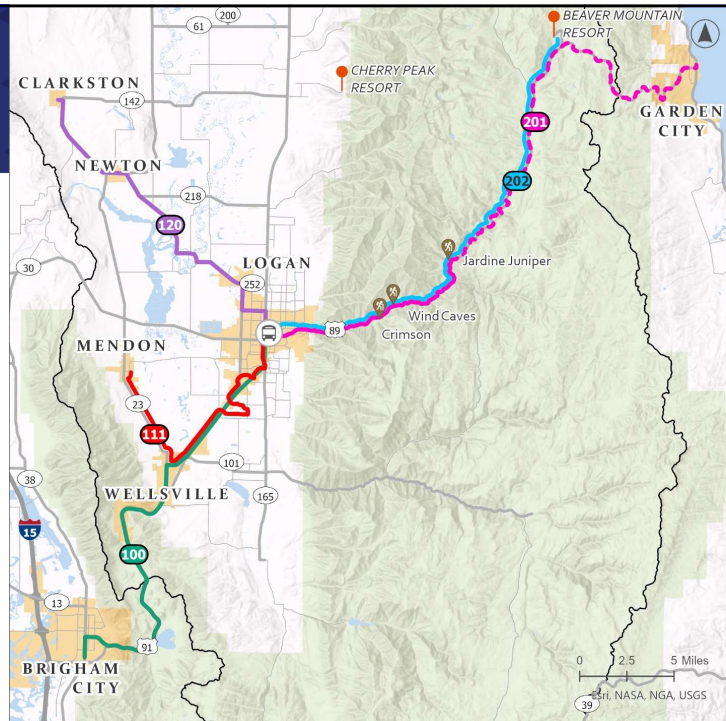 200
61
BEAVER MOUNTAIN
RESORT
CHERRY PEAK
RESORT
CLARKSTON
142
GARDEN
CITY
201
NEWTON
202
218
120
LOGAN
30
252
Jardine Juniper
Wind Caves
89
Crimson
MENDON
23
111
101
38
WELLSVILLE
165
15
100
13
91
BRIGHAM
CITY
0 2.5 5 Miles
Esri, NASA, NGA, USGS
39